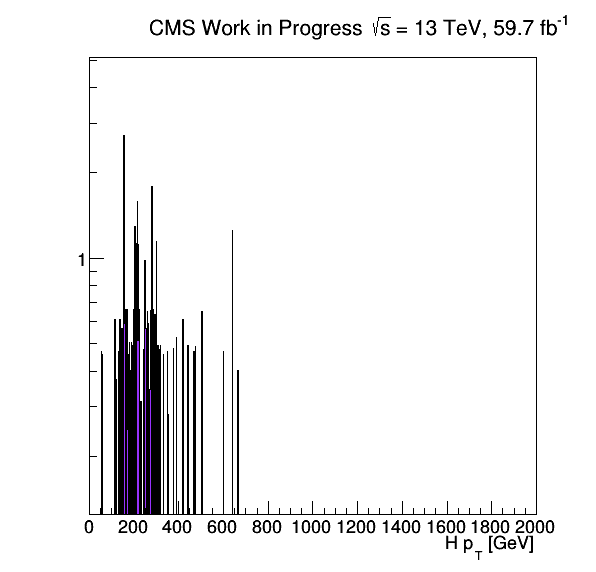 CMS Work in Progress √s = 13 TeV, 59.7 fb⁻¹
1
0 200 400 600 800 1000 1200 1400 1600 1800 2000
H p_T [GeV]